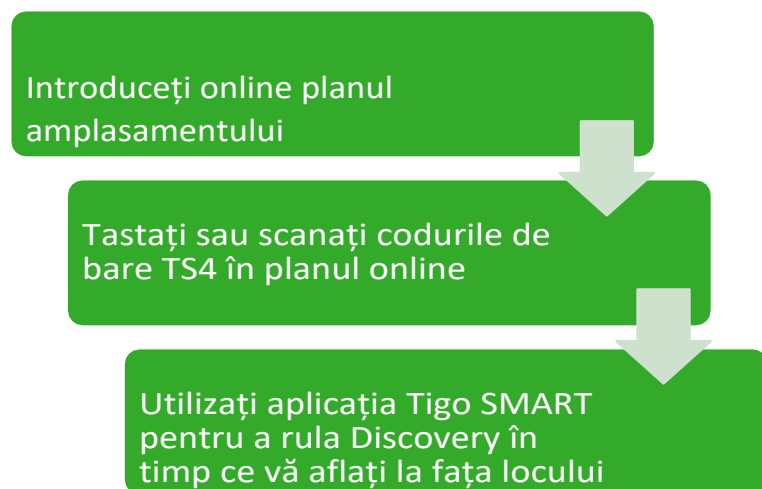 Introduceți online planul
amplasamentului
Tastați sau scanați codurile de
bare TS4 în planul online
Utilizați aplicația Tigo SMART
pentru a rula Discovery în
timp ce vă aflați la fața locului